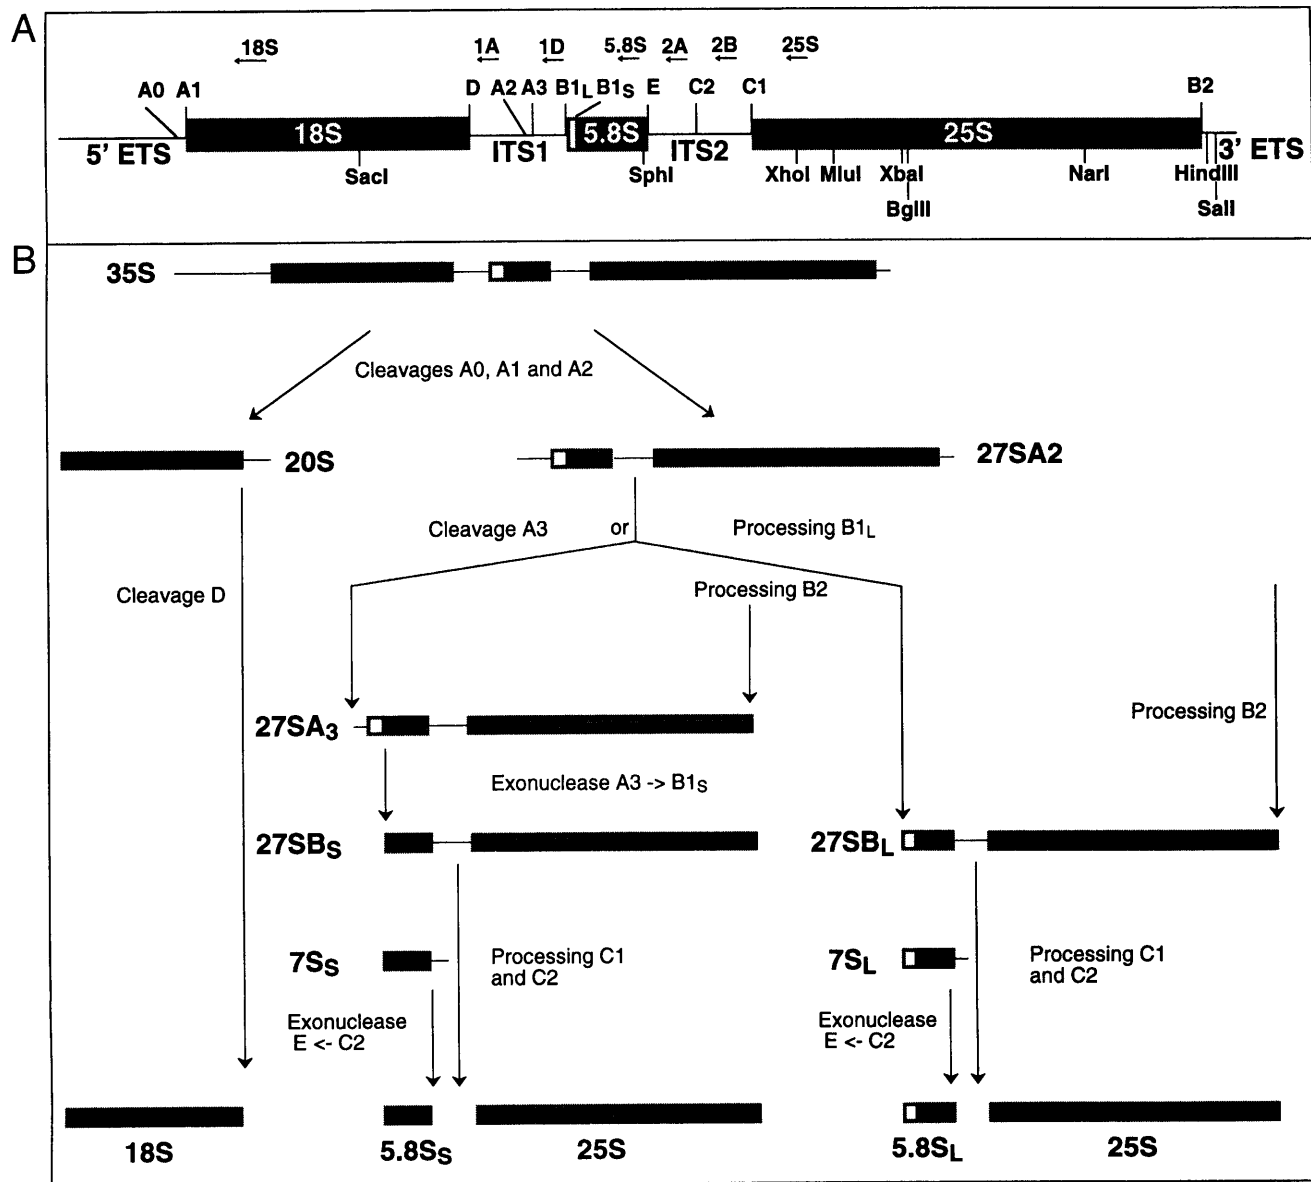 A
18S 1A 1D 5.8S 2A 2B 25S
A0 A1 D A2 A3 B1L B1S E C2 C1 B2
18S 5.8S 25S
5' ETS ITS1 ITS2 3' ETS
SacI SphI XhoI MluI XbaI NarI HindIII
BglII SalI
B
35S
Cleavages A0, A1 and A2
20S 27SA2
Cleavage A3 or Processing B1L
Cleavage D Processing B2
Processing B2
27SA3
Exonuclease A3 -> B1S
27SBS 27SBL
7SS Processing C1 7SL Processing C1
and C2 and C2
Exonuclease Exonuclease
E <- C2 E <- C2
18S 5.8SS 25S 5.8SL 25S